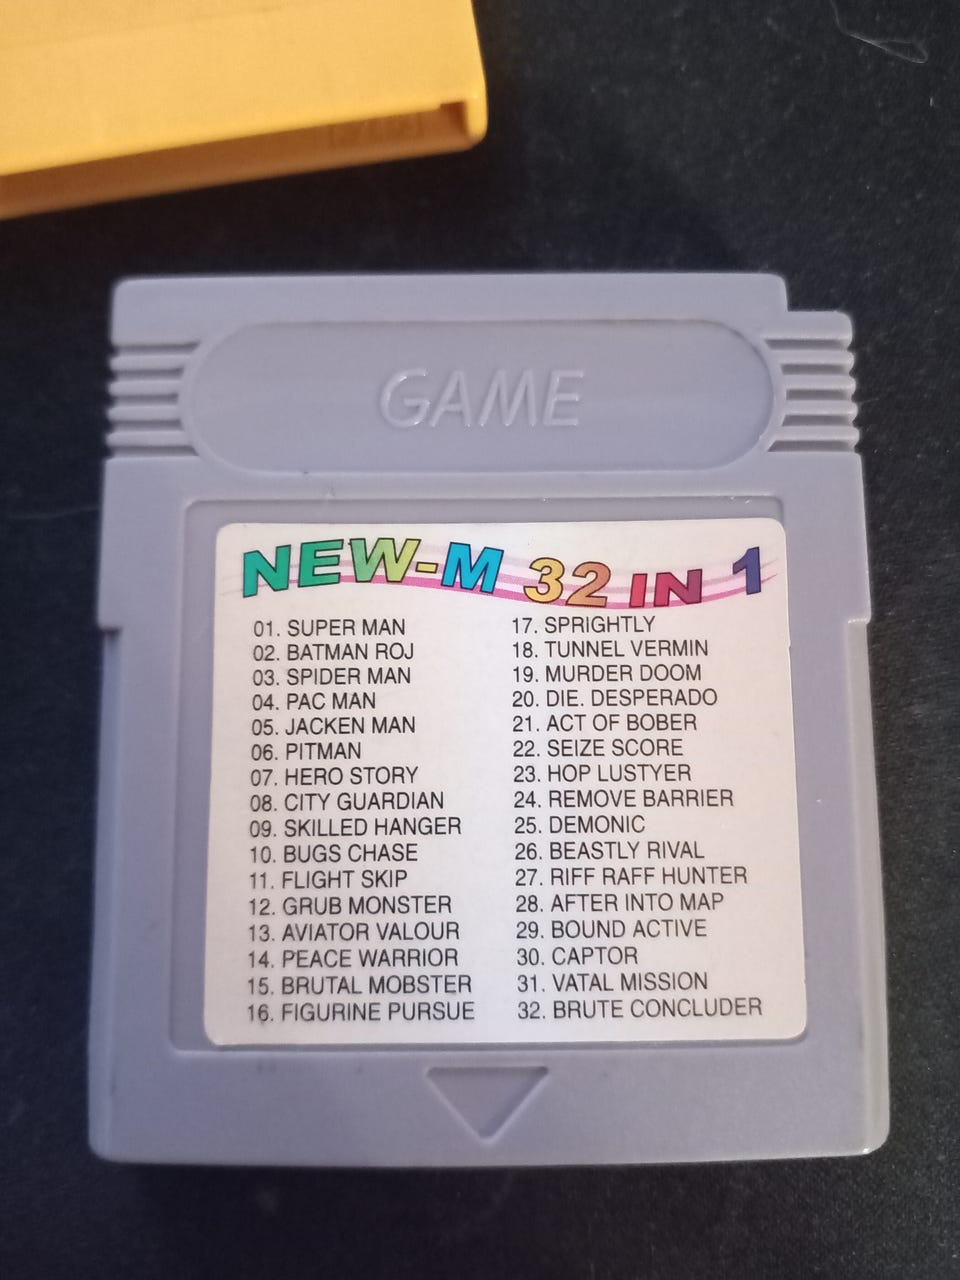 GAME
NEW-M 32 IN 1
01. SUPER MAN
02. BATMAN ROJ
03. SPIDER MAN
04. PAC MAN
05. JACKEN MAN
06. PITMAN
07. HERO STORY
08. CITY GUARDIAN
09. SKILLED HANGER
10. BUGS CHASE
11. FLIGHT SKIP
12. GRUB MONSTER
13. AVIATOR VALOUR
14. PEACE WARRIOR
15. BRUTAL MOBSTER
16. FIGURINE PURSUE
17. SPRIGHTLY
18. TUNNEL VERMIN
19. MURDER DOOM
20. DIE. DESPERADO
21. ACT OF BOBER
22. SEIZE SCORE
23. HOP LUSTYER
24. REMOVE BARRIER
25. DEMONIC
26. BEASTLY RIVAL
27. RIFF RAFF HUNTER
28. AFTER INTO MAP
29. BOUND ACTIVE
30. CAPTOR
31. VATAL MISSION
32. BRUTE CONCLUDER